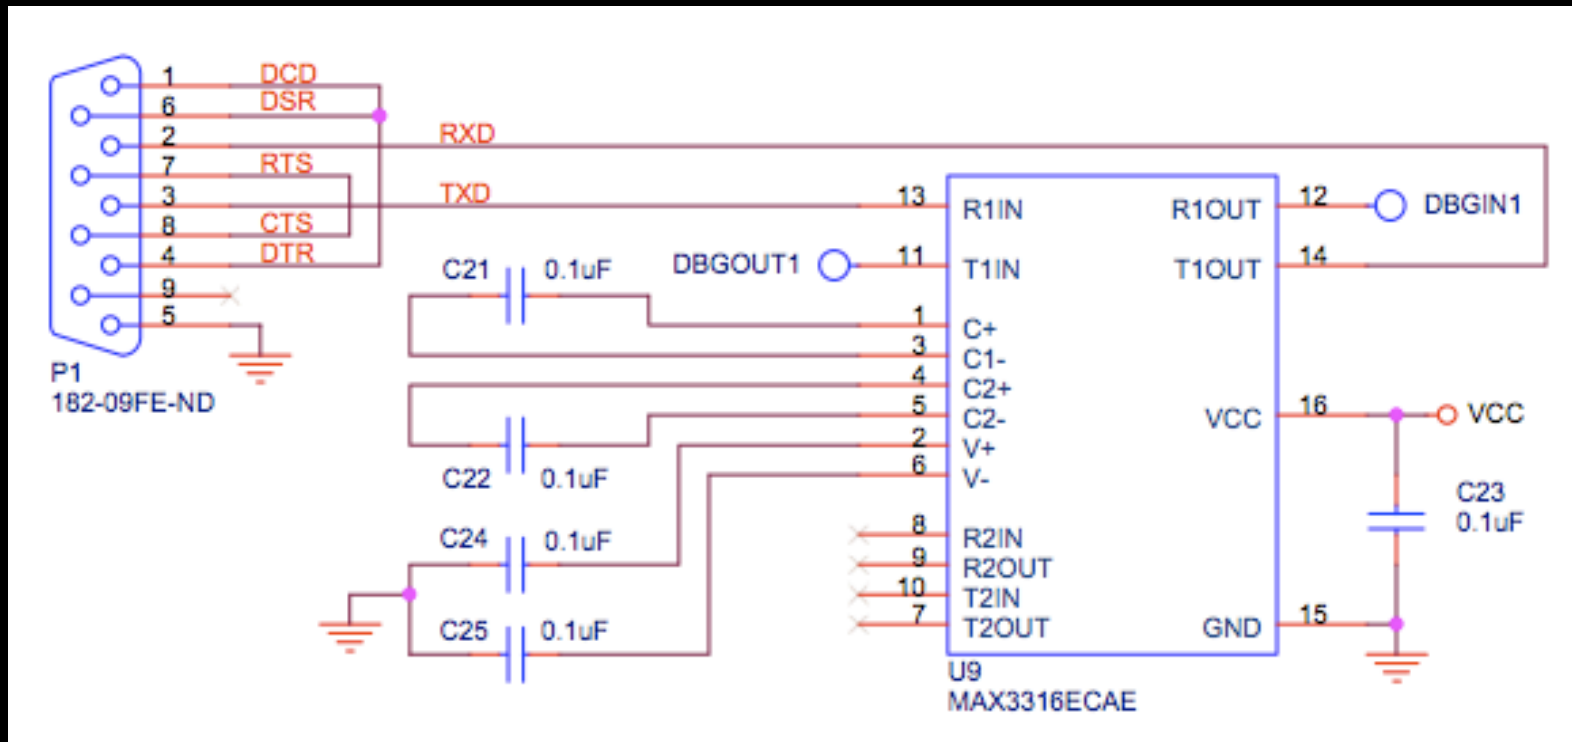 1 DCD
6 DSR
2 RXD
7 RTS
3 TXD
8 CTS
4 DTR
9
5
P1
182-09FE-ND
C21 0.1uF
C22 0.1uF
C24 0.1uF
C25 0.1uF
DBGOUT1
13 R1IN
11 T1IN
1 C+
3 C1-
4 C2+
5 C2-
2 V+
6 V-
8 R2IN
9 R2OUT
10 T2IN
7 T2OUT
R1OUT 12 DBGIN1
T1OUT 14
VCC 16 VCC
C23
0.1uF
GND 15
U9
MAX3316ECAE